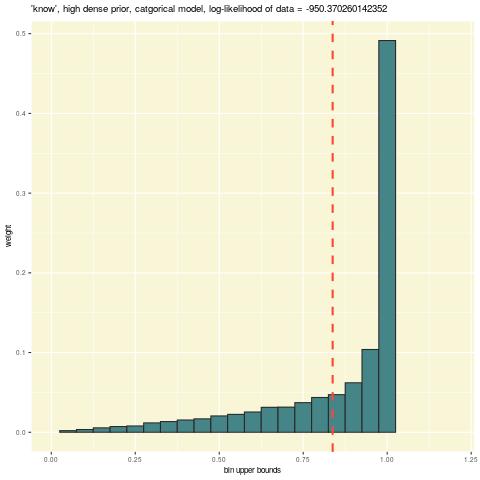 'know', high dense prior, catgorical model, log-likelihood of data = -950.370260142352
0.5
0.4
0.3
0.2
0.1
0.0
weight
0.00 0.25 0.50 0.75 1.00 1.25
bin upper bounds